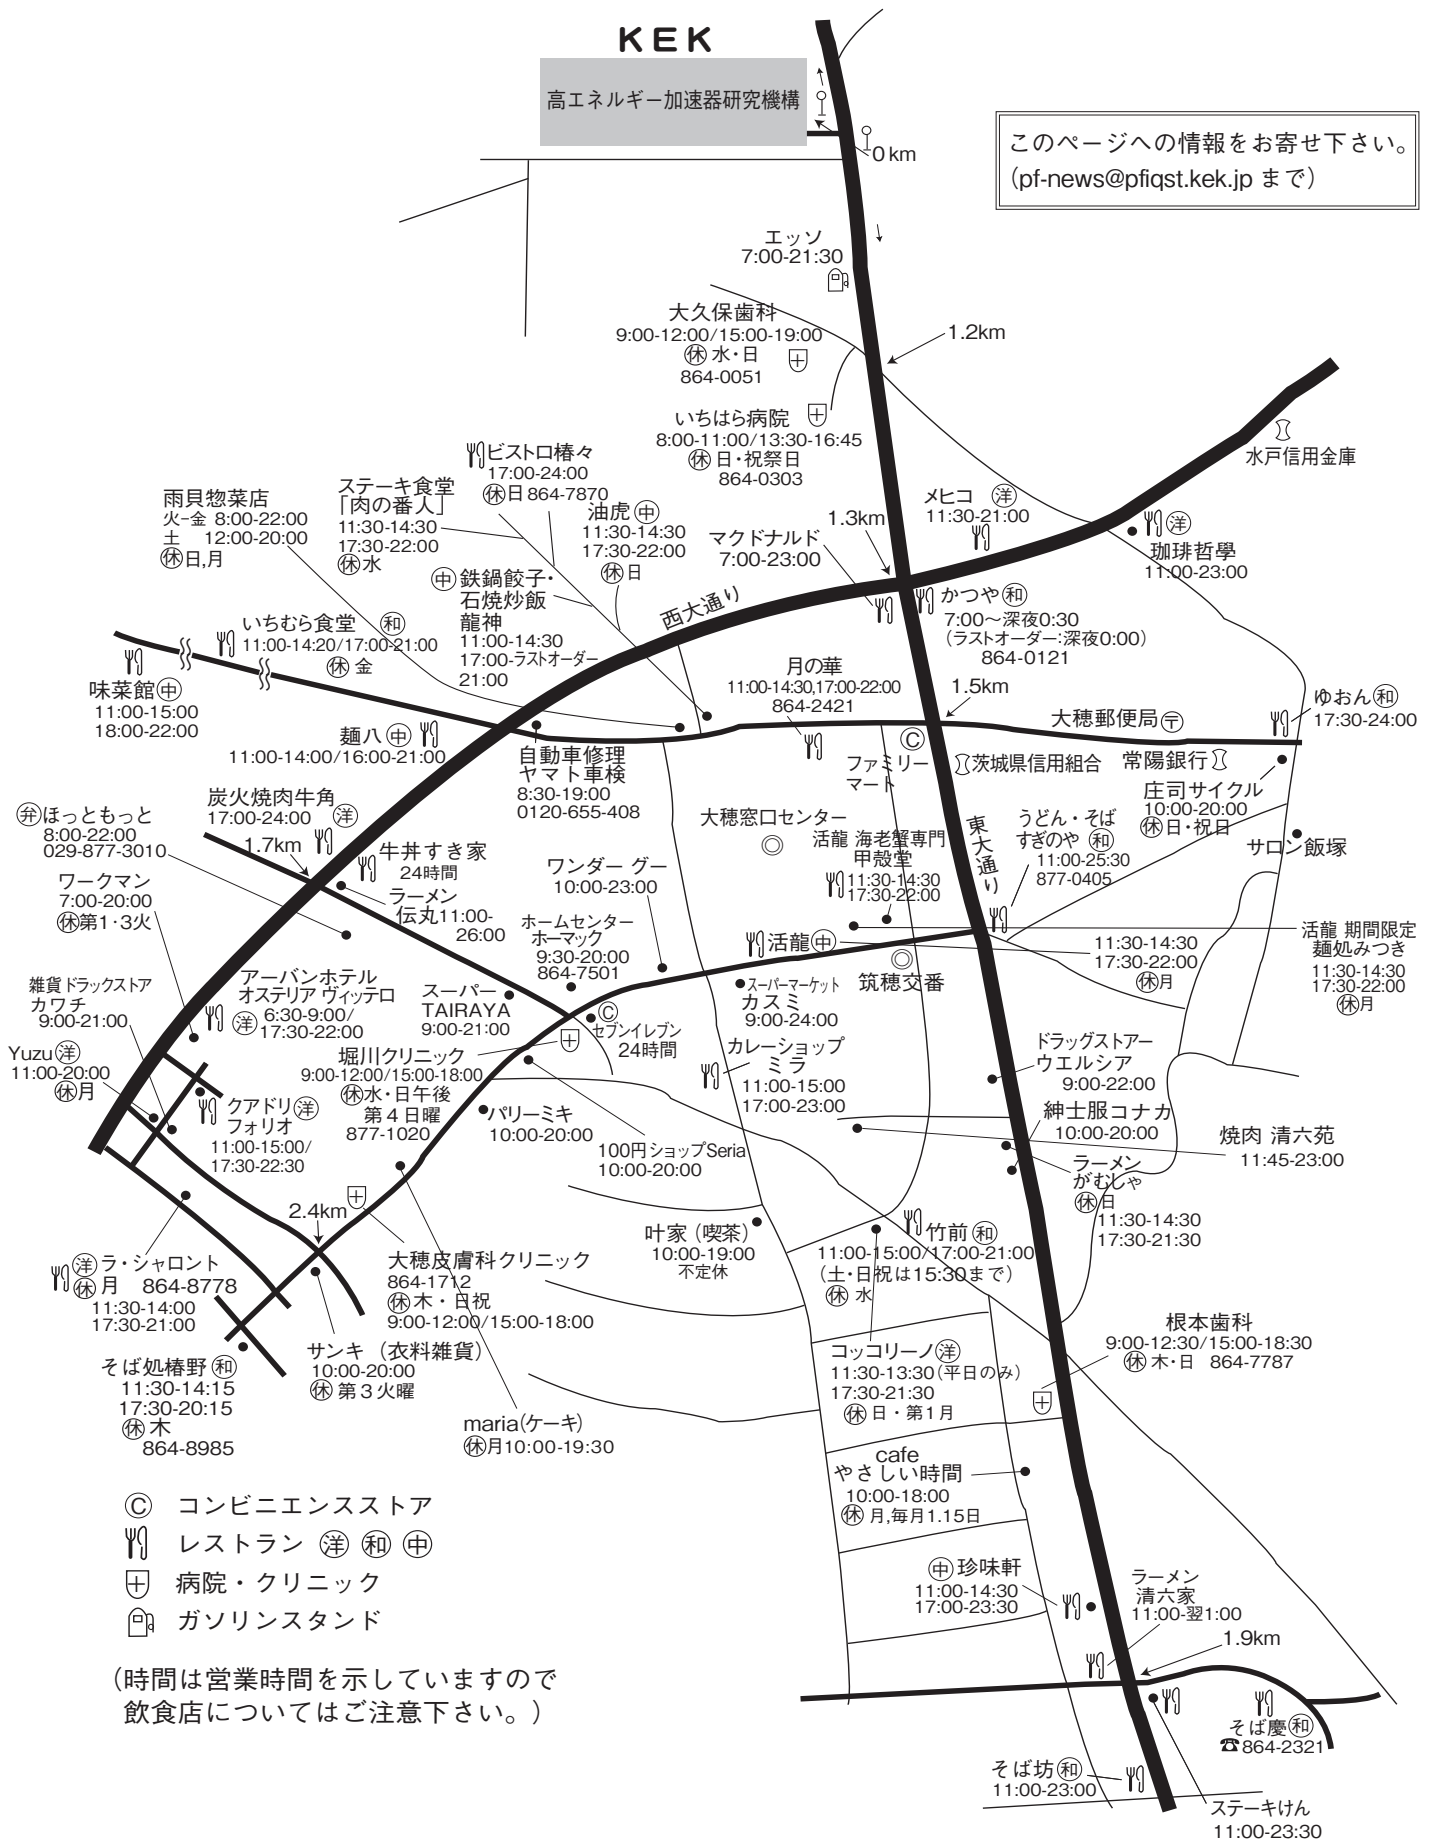 KEK
高エネルギー加速器研究機構
0 km
このページへの情報をお寄せ下さい。
（pf-news@pfiqst.kek.jp まで）
エッソ
7:00-21:30
大久保歯科
9:00-12:00/15:00-19:00
休 水・日
864-0051
1.2km
いちはら病院
8:00-11:00/13:30-16:45
休 日・祝祭日
864-0303
水戸信用金庫
ビストロ椿々
17:00-24:00
休日 864-7870
ステーキ食堂
「肉の番人」
11:30-14:30
17:30-22:00
休水
雨貝惣菜店
火-金 8:00-22:00
土 12:00-20:00
休日,月
油虎 中
11:30-14:30
17:30-22:00
休日
マクドナルド
7:00-23:00
1.3km
メヒコ 洋
11:30-21:00
洋
珈琲哲學
11:00-23:00
中 鉄鍋餃子・
石焼炒飯
龍神
11:00-14:30
17:00-ラストオーダー
21:00
西大通り
かつや 和
7:00～深夜0:30
（ラストオーダー:深夜0:00）
864-0121
いちむら食堂 和
11:00-14:20/17:00-21:00
休 金
味菜館 中
11:00-15:00
18:00-22:00
月の華
11:00-14:30,17:00-22:00
864-2421
1.5km
大穂郵便局 〒
ゆおん 和
17:30-24:00
麺八 中
11:00-14:00/16:00-21:00
自動車修理
ヤマト車検
8:30-19:00
0120-655-408
C
ファミリー
マート
茨城県信用組合
常陽銀行
庄司サイクル
10:00-20:00
休日・祝日
サロン飯塚
炭火焼肉牛角
17:00-24:00 洋
1.7km
弁 ほっともっと
8:00-22:00
029-877-3010
牛丼すき家
24時間
ラーメン
伝丸11:00-
26:00
ワークマン
7:00-20:00
休第1・3火
ワンダー グー
10:00-23:00
大穂窓口センター
活龍 海老蟹専門
甲殻堂
11:30-14:30
17:30-22:00
東大通り
うどん・そば
すぎのや 和
11:00-25:30
877-0405
ホームセンター
ホーマック
9:30-20:00
864-7501
活龍 中
11:30-14:30
17:30-22:00
休月
活龍 期間限定
麺処みつき
11:30-14:30
17:30-22:00
休月
筑穂交番
雑貨 ドラックストア
カワチ
9:00-21:00
アーバンホテル
オステリア ヴィッテロ
洋 6:30-9:00/
17:30-22:00
スーパー
TAIRAYA
9:00-21:00
C
セブンイレブン
24時間
スーパーマーケット
カスミ
9:00-24:00
Yuzu 洋
11:00-20:00
休月
堀川クリニック
9:00-12:00/15:00-18:00
休水・日午後
第４日曜
877-1020
カレーショップ
ミラ
11:00-15:00
17:00-23:00
ドラッグストアー
ウエルシア
9:00-22:00
紳士服コナカ
10:00-20:00
クアドリ 洋
フォリオ
11:00-15:00/
17:30-22:30
パリーミキ
10:00-20:00
100円ショップSeria
10:00-20:00
焼肉 清六苑
11:45-23:00
ラーメン
がむしゃ
休日
11:30-14:30
17:30-21:30
2.4km
叶家（喫茶）
10:00-19:00
不定休
竹前 和
11:00-15:00/17:00-21:00
（土・日祝は15:30まで）
休 水
洋 ラ・シャロント
休 月 864-8778
11:30-14:00
17:30-21:00
大穂皮膚科クリニック
864-1712
休 木・日祝
9:00-12:00/15:00-18:00
サンキ（衣料雑貨）
10:00-20:00
休 第３火曜
根本歯科
9:00-12:30/15:00-18:30
休 木・日 864-7787
コッコリーノ 洋
11:30-13:30（平日のみ）
17:30-21:30
休 日・第１月
そば処椿野 和
11:30-14:15
17:30-20:15
休 木
864-8985
maria（ケーキ）
休月10:00-19:30
cafe
やさしい時間
10:00-18:00
休 月,毎月1.15日
C コンビニエンスストア
レストラン 洋 和 中
病院・クリニック
ガソリンスタンド
（時間は営業時間を示していますので
飲食店についてはご注意下さい。）
中 珍味軒
11:00-14:30
17:00-23:30
ラーメン
清六家
11:00-翌1:00
1.9km
そば慶 和
☎864-2321
そば坊 和
11:00-23:00
ステーキけん
11:00-23:30